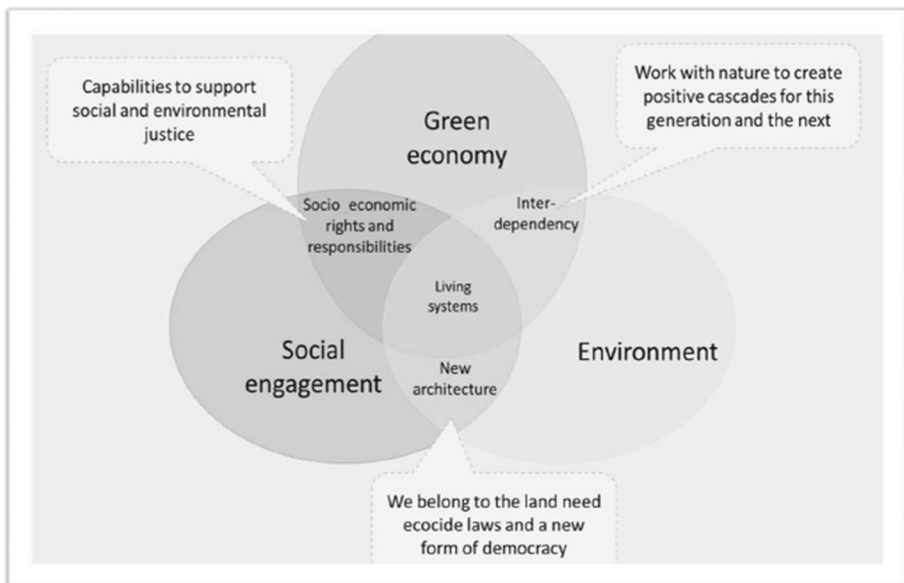 Capabilities to support
social and environmental
justice
Work with nature to create
positive cascades for this
generation and the next
Green
economy
Socio economic
rights and
responsibilities
Inter-
dependency
Living
systems
Social
engagement
Environment
New
architecture
We belong to the land need
ecocide laws and a new
form of democracy